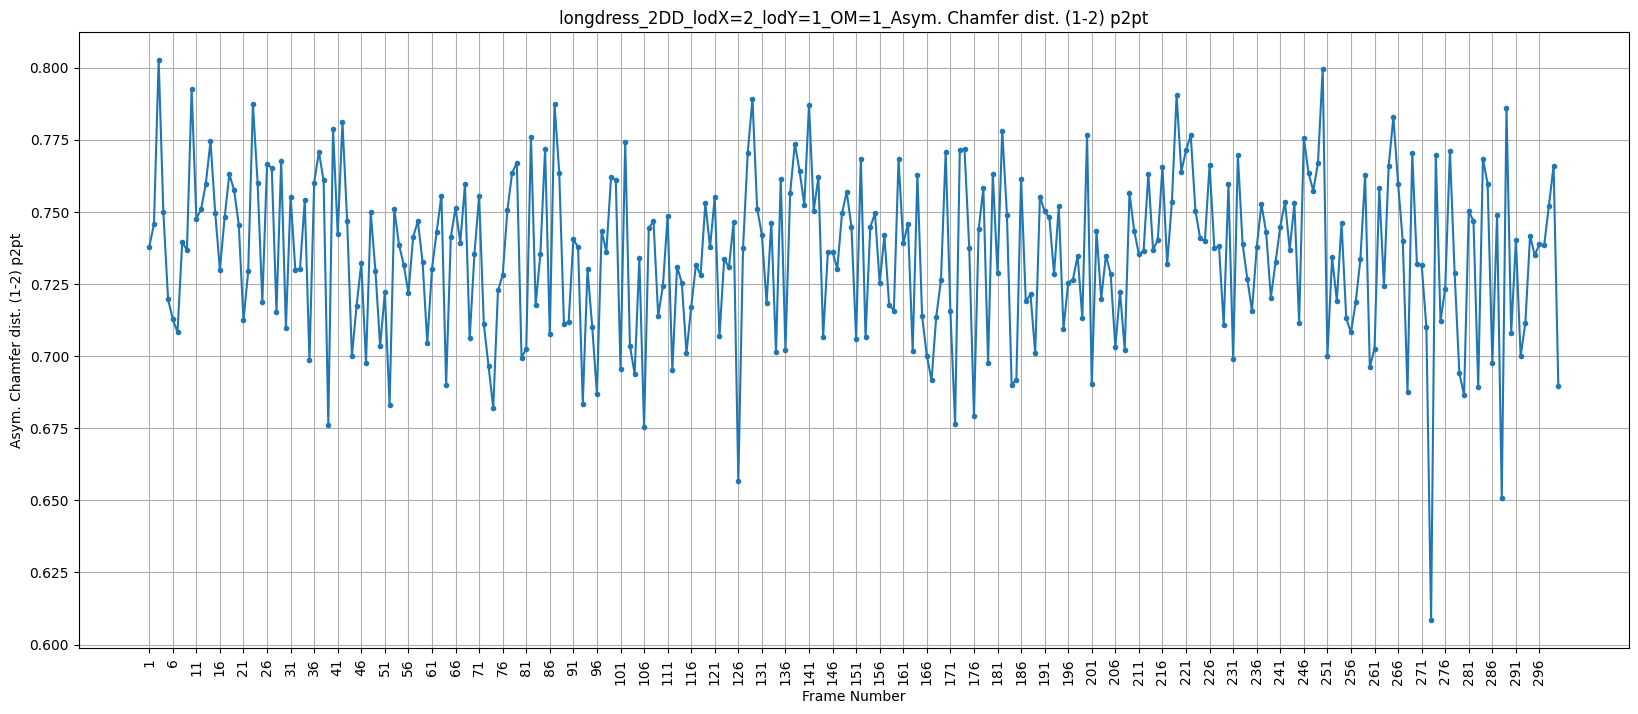 longdress_2DD_lodX=2_lodY=1_OM=1_Asym. Chamfer dist. (1-2) p2pt
Asym. Chamfer dist. (1-2) p2pt
0.800
0.775
0.750
0.725
0.700
0.675
0.650
0.625
0.600
1 6 11 16 21 26 31 36 41 46 51 56 61 66 71 76 81 86 91 96 101 106 111 116 121 126 131 136 141 146 151 156 161 166 171 176 181 186 191 196 201 206 211 216 221 226 231 236 241 246 251 256 261 266 271 276 281 286 291 296
Frame Number